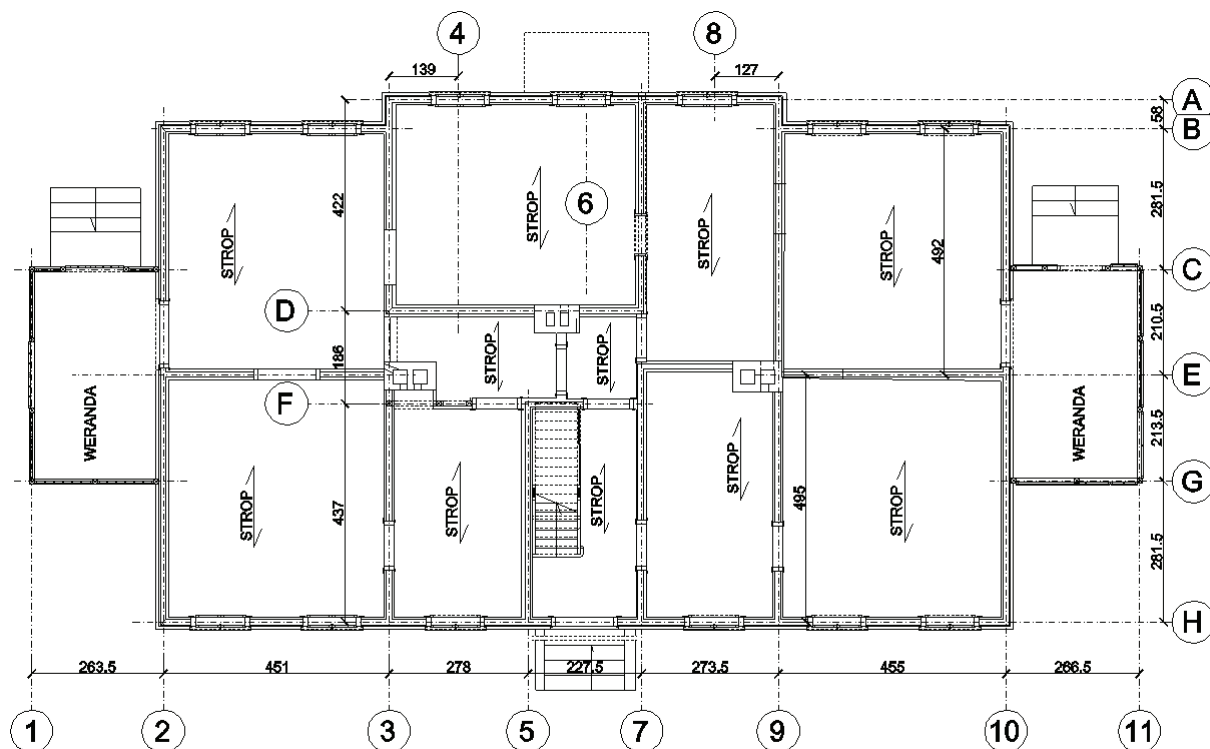 4
8
139
127
A
58
B
422
STROP
STROP
6
STROP
STROP
492
281.5
C
D
186
STROP
STROP
210.5
E
F
WERANDA
WERANDA
213.5
STROP
437
STROP
STROP
STROP
495
STROP
G
281.5
H
263.5
451
278
227.5
273.5
455
266.5
1
2
3
5
7
9
10
11